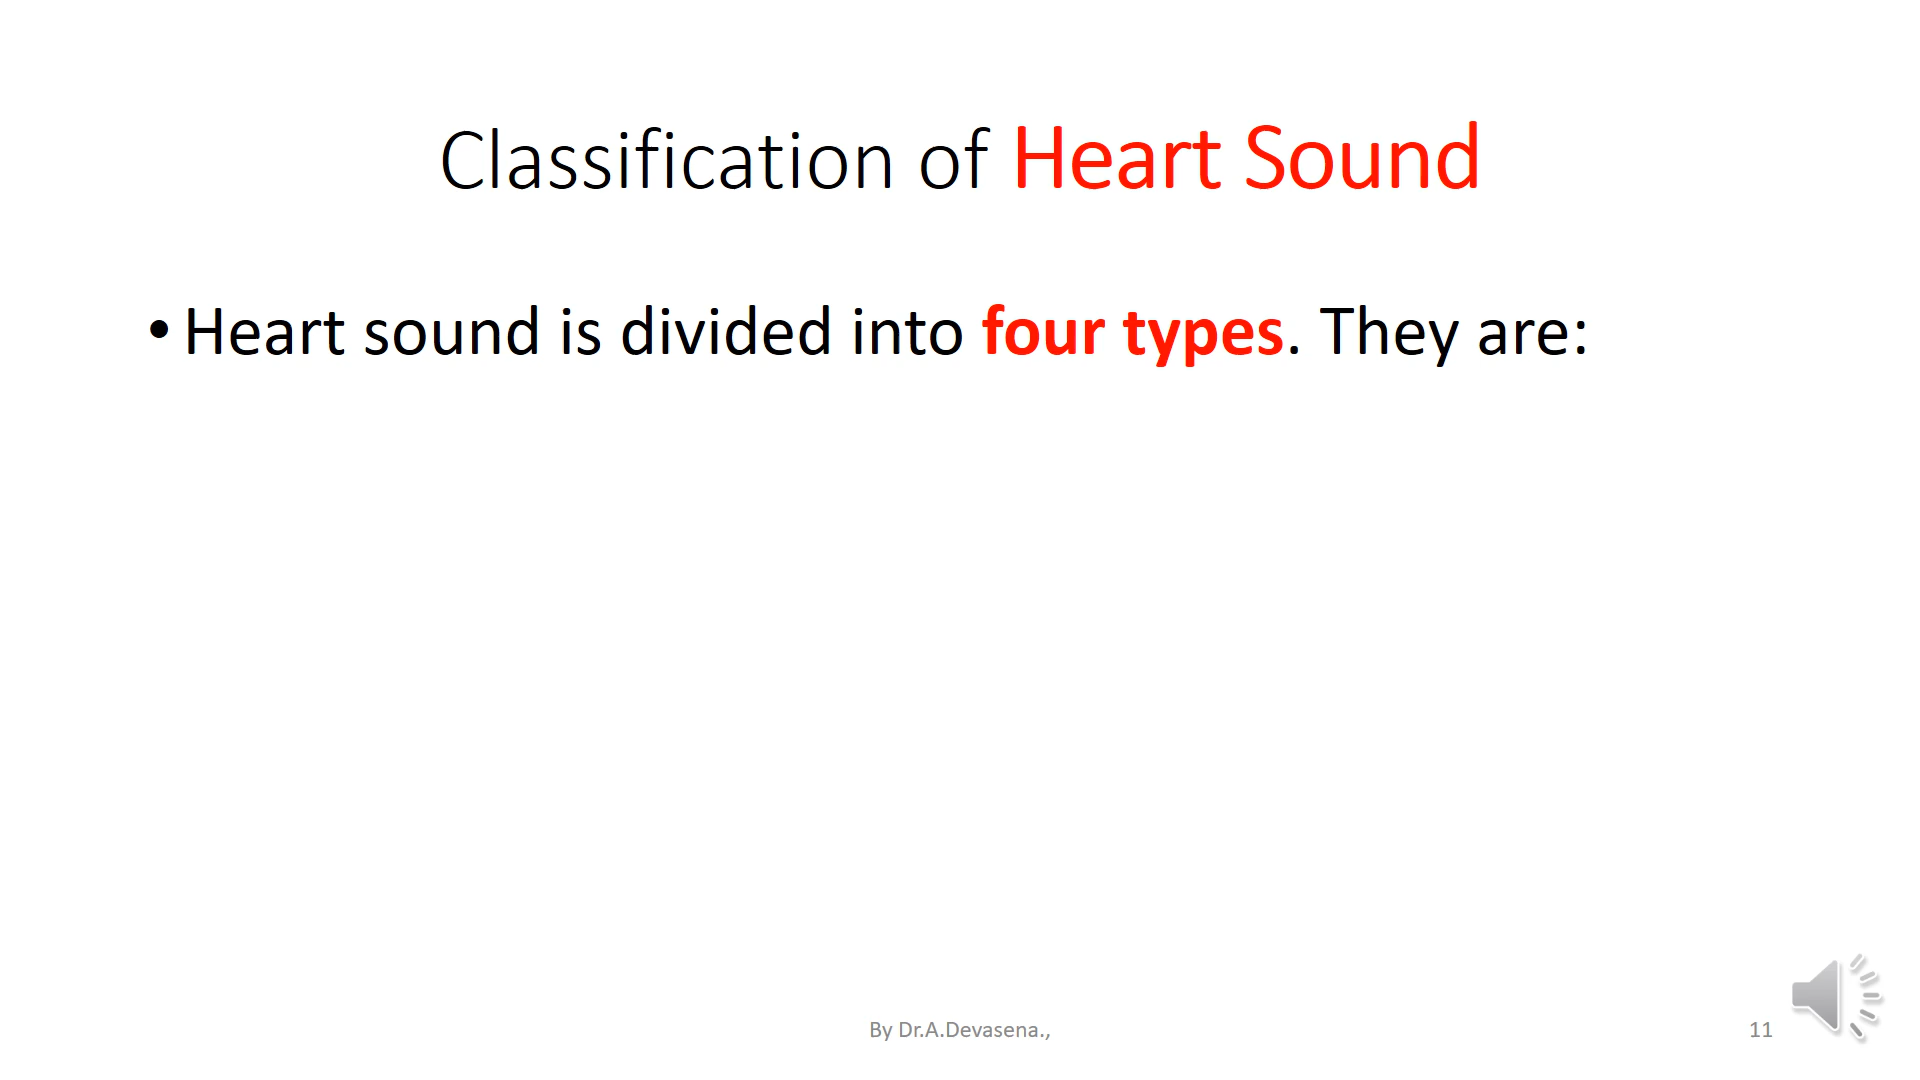 Classification of Heart Sound
• Heart sound is divided into four types. They are:
By Dr.A.Devasena.,
11